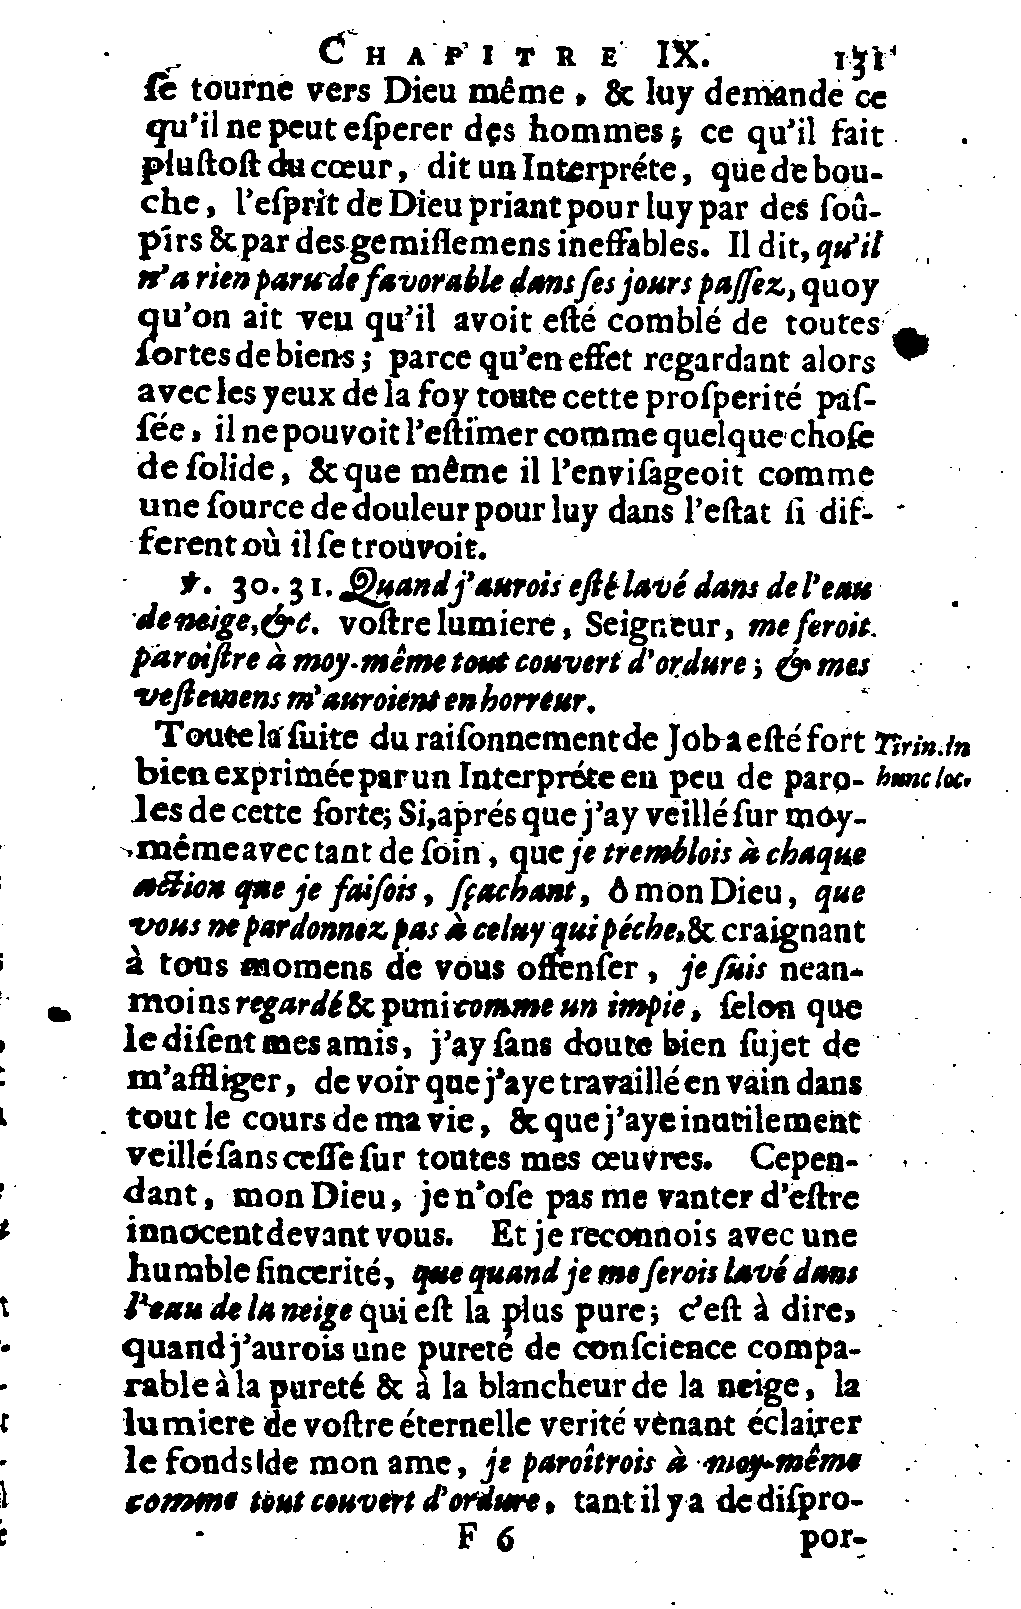 CHAPITRE IX. 131
ſe tourne vers Dieu même, & luy demande ce
qu'il ne peut eſperer des hommes; ce qu'il fait
pluſtoſt du cœur, dit un Interpréte, que de bou-
che, l'eſprit de Dieu priant pour luy par des ſoû-
pirs & par des gemiſſemens ineffables. Il dit, qu'il
n'a rien paru de favorable dans ſes jours paſſez, quoy
qu'on ait veu qu'il avoit eſté comblé de toutes
ſortes de biens; parce qu'en effet regardant alors
avec les yeux de la foy toute cette proſperité paſ-
ſée, il ne pouvoit l'eſtimer comme quelque choſe
de ſolide, & que même il l'enviſageoit comme
une ſource de douleur pour luy dans l'eſtat ſi dif-
ferent où il ſe trouvoit.
℣. 30. 31. Quand j'aurois eſté lavé dans de l'eau
de neige, &c. voſtre lumiere, Seigneur, me feroit
paroiſtre à moy-même tout couvert d'ordure; & mes
veſtemens m'auroient en horreur.
Toute la ſuite du raiſonnement de Job a eſté fort Tirin. in
bien exprimée par un Interpréte en peu de paro- hunc loc.
les de cette ſorte; Si, aprés que j'ay veillé ſur moy-
même avec tant de ſoin, que je tremblois à chaque
action que je faiſois, ſçachant, ô mon Dieu, que
vous ne pardonnez pas à celuy qui péche, & craignant
à tous momens de vous offenſer, je ſuis nean-
moins regardé & puni comme un impie, ſelon que
le diſent mes amis, j'ay ſans doute bien ſujet de
m'affliger, de voir que j'aye travaillé en vain dans
tout le cours de ma vie, & que j'aye inutilement
veillé ſans ceſſe ſur toutes mes œuvres. Cepen-
dant, mon Dieu, je n'oſe pas me vanter d'eſtre
innocent devant vous. Et je reconnois avec une
humble ſincerité, que quand je me ſerois lavé dans
l'eau de la neige qui eſt la plus pure; c'eſt à dire,
quand j'aurois une pureté de conſcience compa-
rable à la pureté & à la blancheur de la neige, la
lumiere de voſtre éternelle verité venant éclairer
le fonds de mon ame, je paroîtrois à moy-même
comme tout couvert d'ordure, tant il y a de diſpro-
F 6 por-